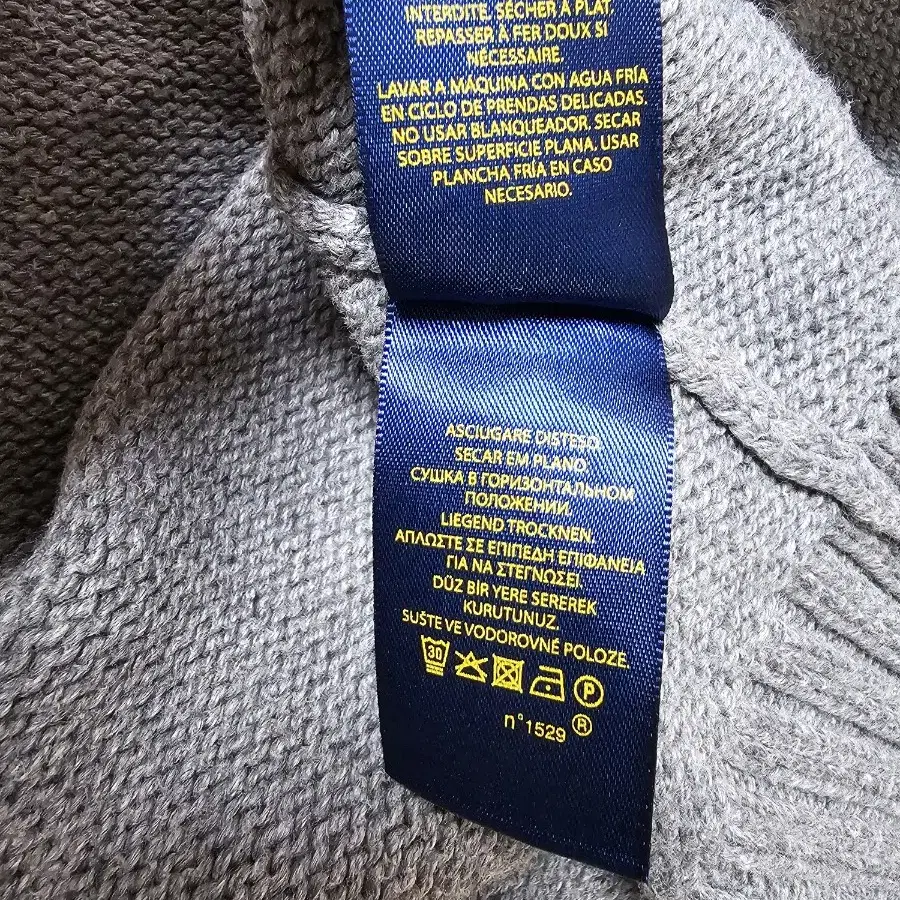 INTERDITE. SÉCHER À PLAT.
REPASSER À FER DOUX SI
NÉCESSAIRE.
LAVAR A MÁQUINA CON AGUA FRÍA
EN CICLO DE PRENDAS DELICADAS.
NO USAR BLANQUEADOR. SECAR
SOBRE SUPERFICIE PLANA. USAR
PLANCHA FRÍA EN CASO
NECESARIO.
ASCIUGARE DISTESO.
SECAR EM PLANO.
СУШКА В ГОРИЗОНТАЛЬНОМ
ПОЛОЖЕНИИ.
LIEGEND TROCKNEN.
ΑΠΛΩΣΤΕ ΣΕ ΕΠΙΠΕΔΗ ΕΠΙΦΑΝΕΙΑ
ΓΙΑ ΝΑ ΣΤΕΓΝΩΣΕΙ.
DÜZ BİR YERE SEREREK
KURUTUNUZ.
SUŠTE VE VODOROVNÉ POLOZE.
30 P
n°1529 ®